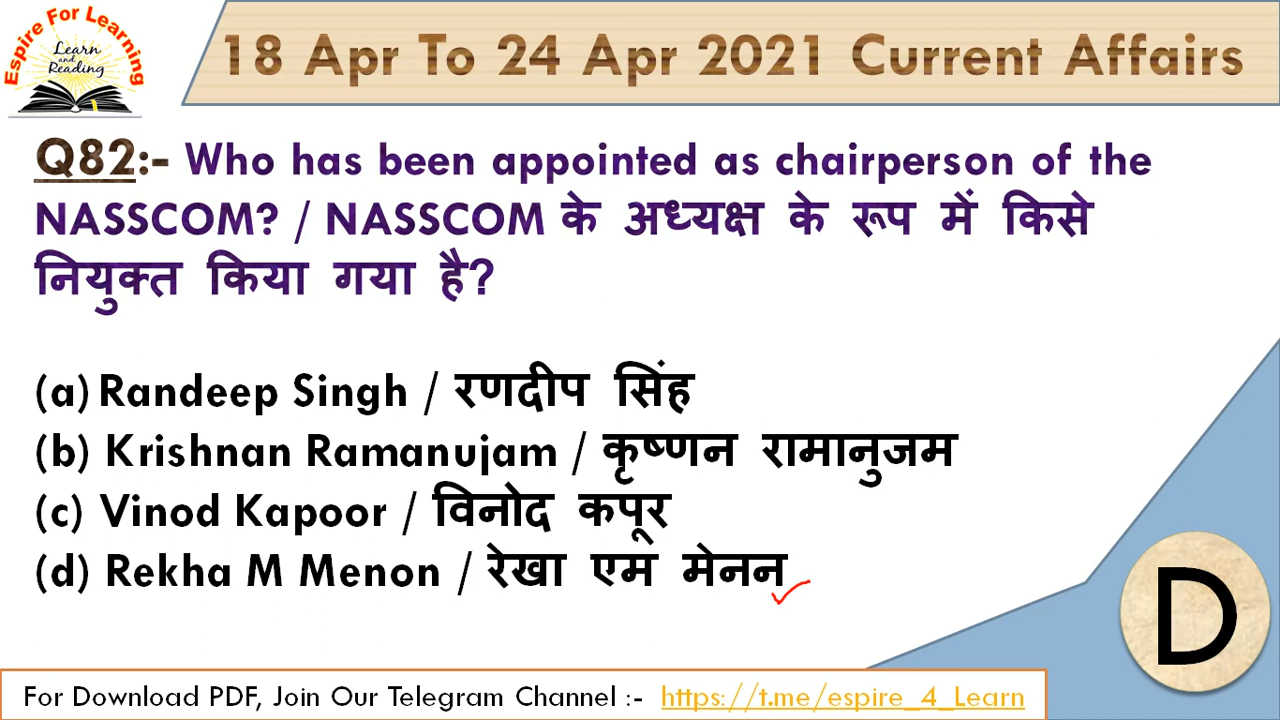 Espire For Learning
Learn
and
Reading
18 Apr To 24 Apr 2021 Current Affairs
Q82:- Who has been appointed as chairperson of the
NASSCOM? / NASSCOM के अध्यक्ष के रूप में किसे
नियुक्त किया गया है?
(a) Randeep Singh / रणदीप सिंह
(b) Krishnan Ramanujam / कृष्णन रामानुजम
(c) Vinod Kapoor / विनोद कपूर
(d) Rekha M Menon / रेखा एम मेनन
D
For Download PDF, Join Our Telegram Channel :- https://t.me/espire_4_Learn